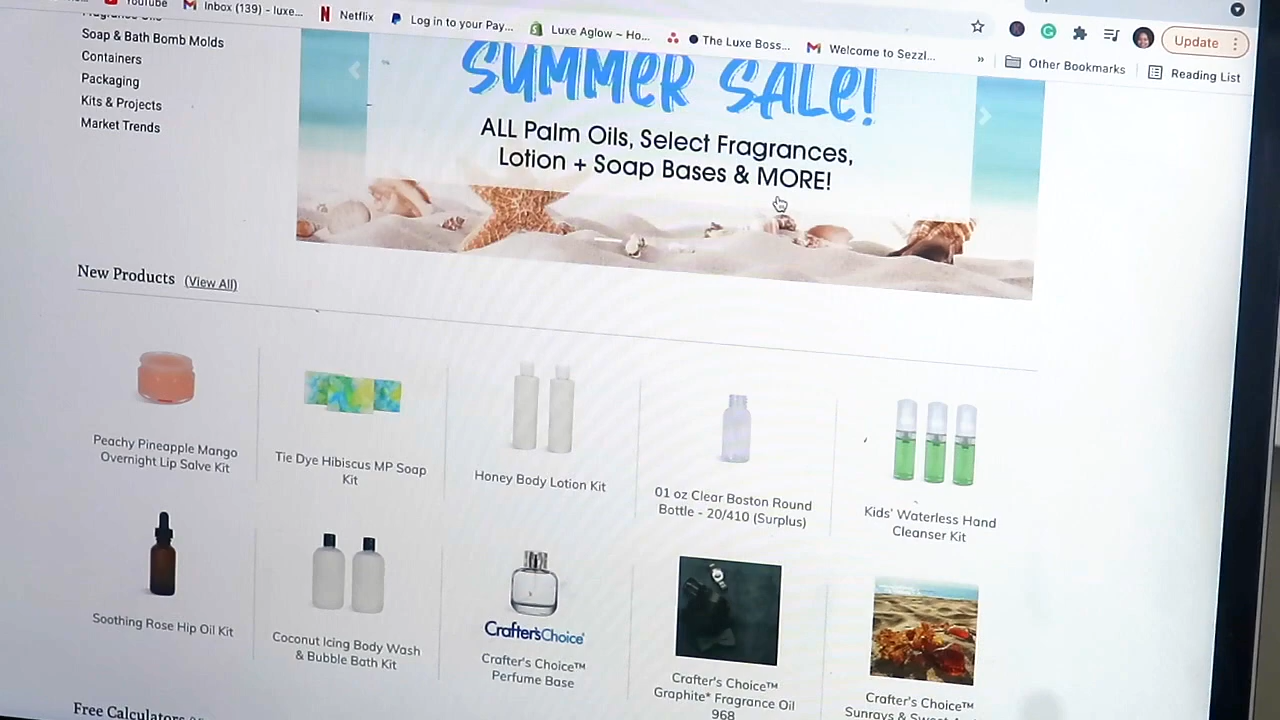 YouTube
Inbox (139) - luxe...
Netflix
Log in to your Pay...
Luxe Aglow ~ Ho...
The Luxe Boss...
Welcome to Sezzl...
»
Other Bookmarks
Reading List
Update
Soap & Bath Bomb Molds
Containers
Packaging
Kits & Projects
Market Trends
SUMMER SALE!
ALL Palm Oils, Select Fragrances,
Lotion + Soap Bases & MORE!
New Products (View All)
Peachy Pineapple Mango
Overnight Lip Salve Kit
Tie Dye Hibiscus MP Soap
Kit
Honey Body Lotion Kit
01 oz Clear Boston Round
Bottle - 20/410 (Surplus)
Kids' Waterless Hand
Cleanser Kit
Soothing Rose Hip Oil Kit
Coconut Icing Body Wash
& Bubble Bath Kit
Crafter'sChoice
Crafter's Choice™
Perfume Base
Crafter's Choice™
Graphite* Fragrance Oil
968
Crafter's Choice™
Sunrays &
Free Calculators